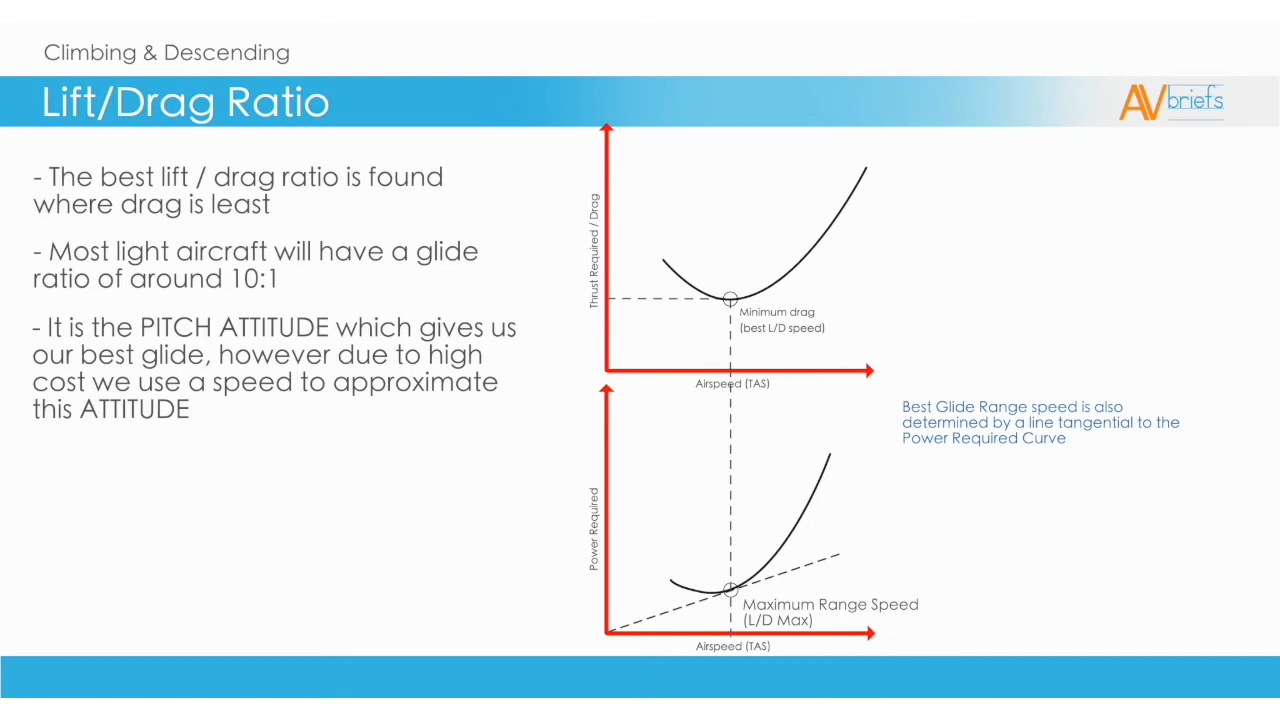 Climbing & Descending
Lift/Drag Ratio
AVbriefs
- The best lift / drag ratio is found
where drag is least
- Most light aircraft will have a glide
ratio of around 10:1
- It is the PITCH ATTITUDE which gives us
our best glide, however due to high
cost we use a speed to approximate
this ATTITUDE
Thrust Required / Drag
Minimum drag
(best L/D speed)
Airspeed (TAS)
Best Glide Range speed is also
determined by a line tangential to the
Power Required Curve
Power Required
Maximum Range Speed
(L/D Max)
Airspeed (TAS)